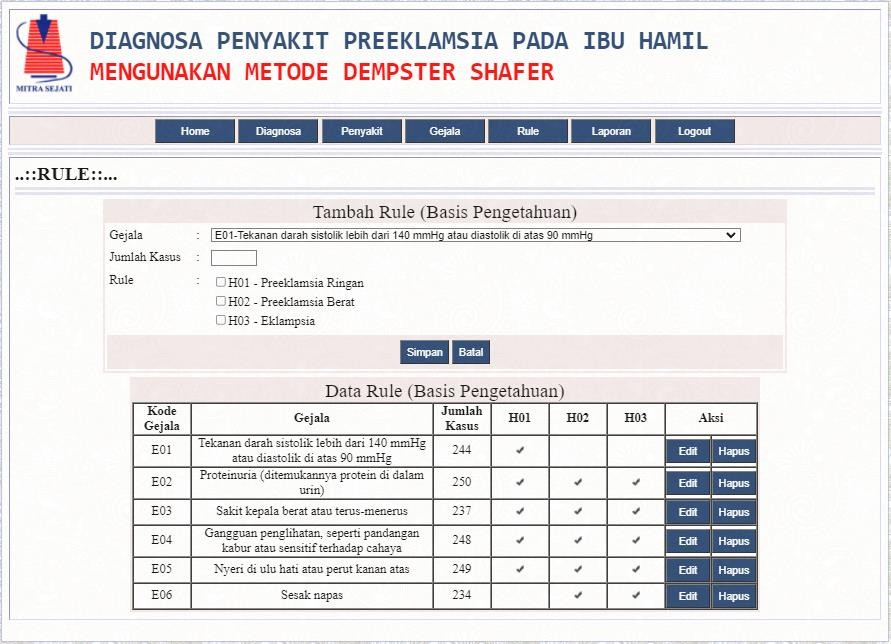 DIAGNOSA PENYAKIT PREEKLAMSIA PADA IBU HAMIL
MENGUNAKAN METODE DEMPSTER SHAFER
MITRA SEJATI
Home Diagnosa Penyakit Gejala Rule Laporan Logout
..::RULE::...
Tambah Rule (Basis Pengetahuan)
Gejala : E01-Tekanan darah sistolik lebih dari 140 mmHg atau diastolik di atas 90 mmHg
Jumlah Kasus :
Rule : H01 - Preeklamsia Ringan
H02 - Preeklamsia Berat
H03 - Eklampsia
Simpan Batal
Data Rule (Basis Pengetahuan)
Kode Gejala Gejala Jumlah Kasus H01 H02 H03 Aksi
E01 Tekanan darah sistolik lebih dari 140 mmHg atau diastolik di atas 90 mmHg 244 ✔ Edit Hapus
E02 Proteinuria (ditemukannya protein di dalam urin) 250 ✔ ✔ ✔ Edit Hapus
E03 Sakit kepala berat atau terus-menerus 237 ✔ ✔ ✔ Edit Hapus
E04 Gangguan penglihatan, seperti pandangan kabur atau sensitif terhadap cahaya 248 ✔ ✔ ✔ Edit Hapus
E05 Nyeri di ulu hati atau perut kanan atas 249 ✔ ✔ ✔ Edit Hapus
E06 Sesak napas 234 ✔ ✔ Edit Hapus